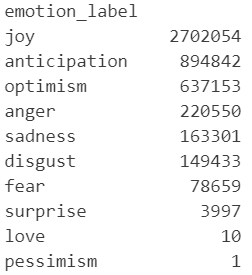 emotion_label
joy 2702054
anticipation 894842
optimism 637153
anger 220550
sadness 163301
disgust 149433
fear 78659
surprise 3997
love 10
pessimism 1